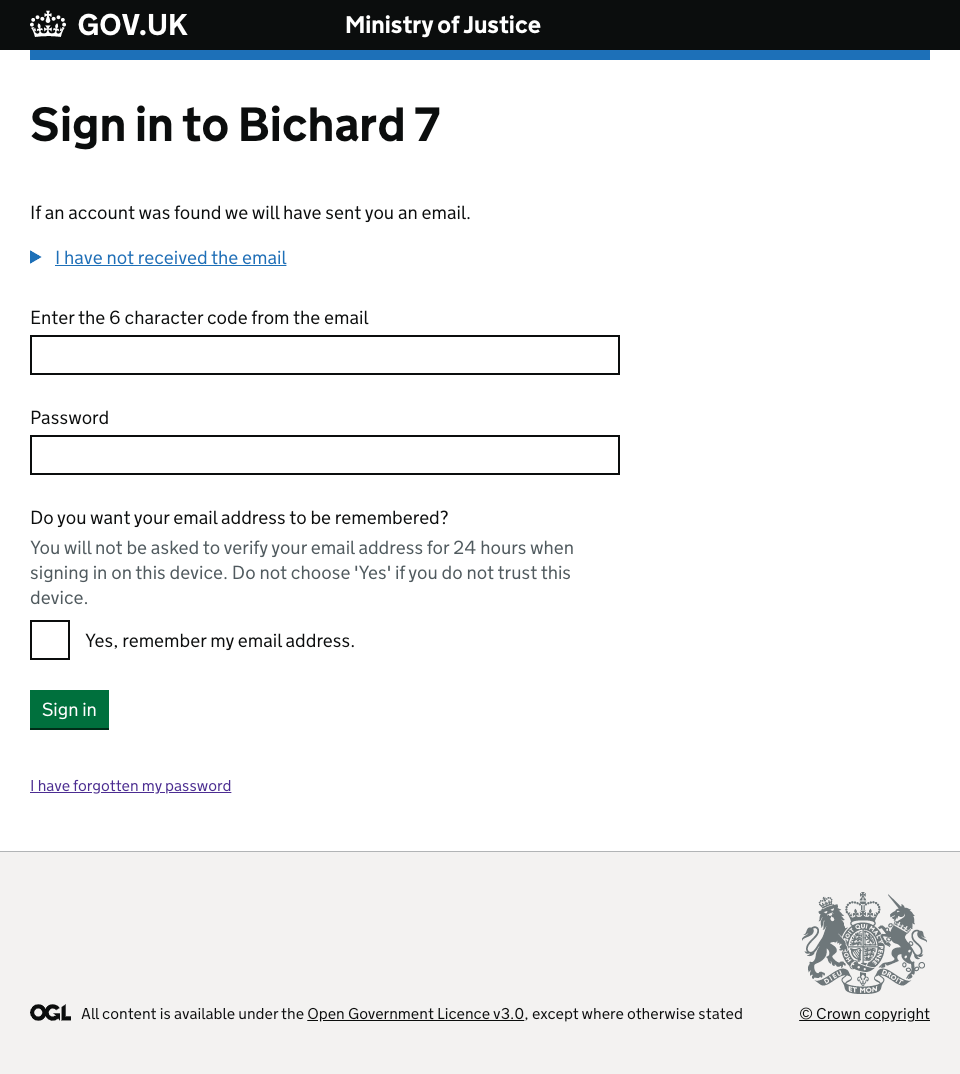 GOV.UK Ministry of Justice
Sign in to Bichard 7
If an account was found we will have sent you an email.
I have not received the email
Enter the 6 character code from the email
Password
Do you want your email address to be remembered?
You will not be asked to verify your email address for 24 hours when
signing in on this device. Do not choose 'Yes' if you do not trust this
device.
Yes, remember my email address.
Sign in
I have forgotten my password
DIEU ET MON DROIT
OGL All content is available under the Open Government Licence v3.0, except where otherwise stated
© Crown copyright